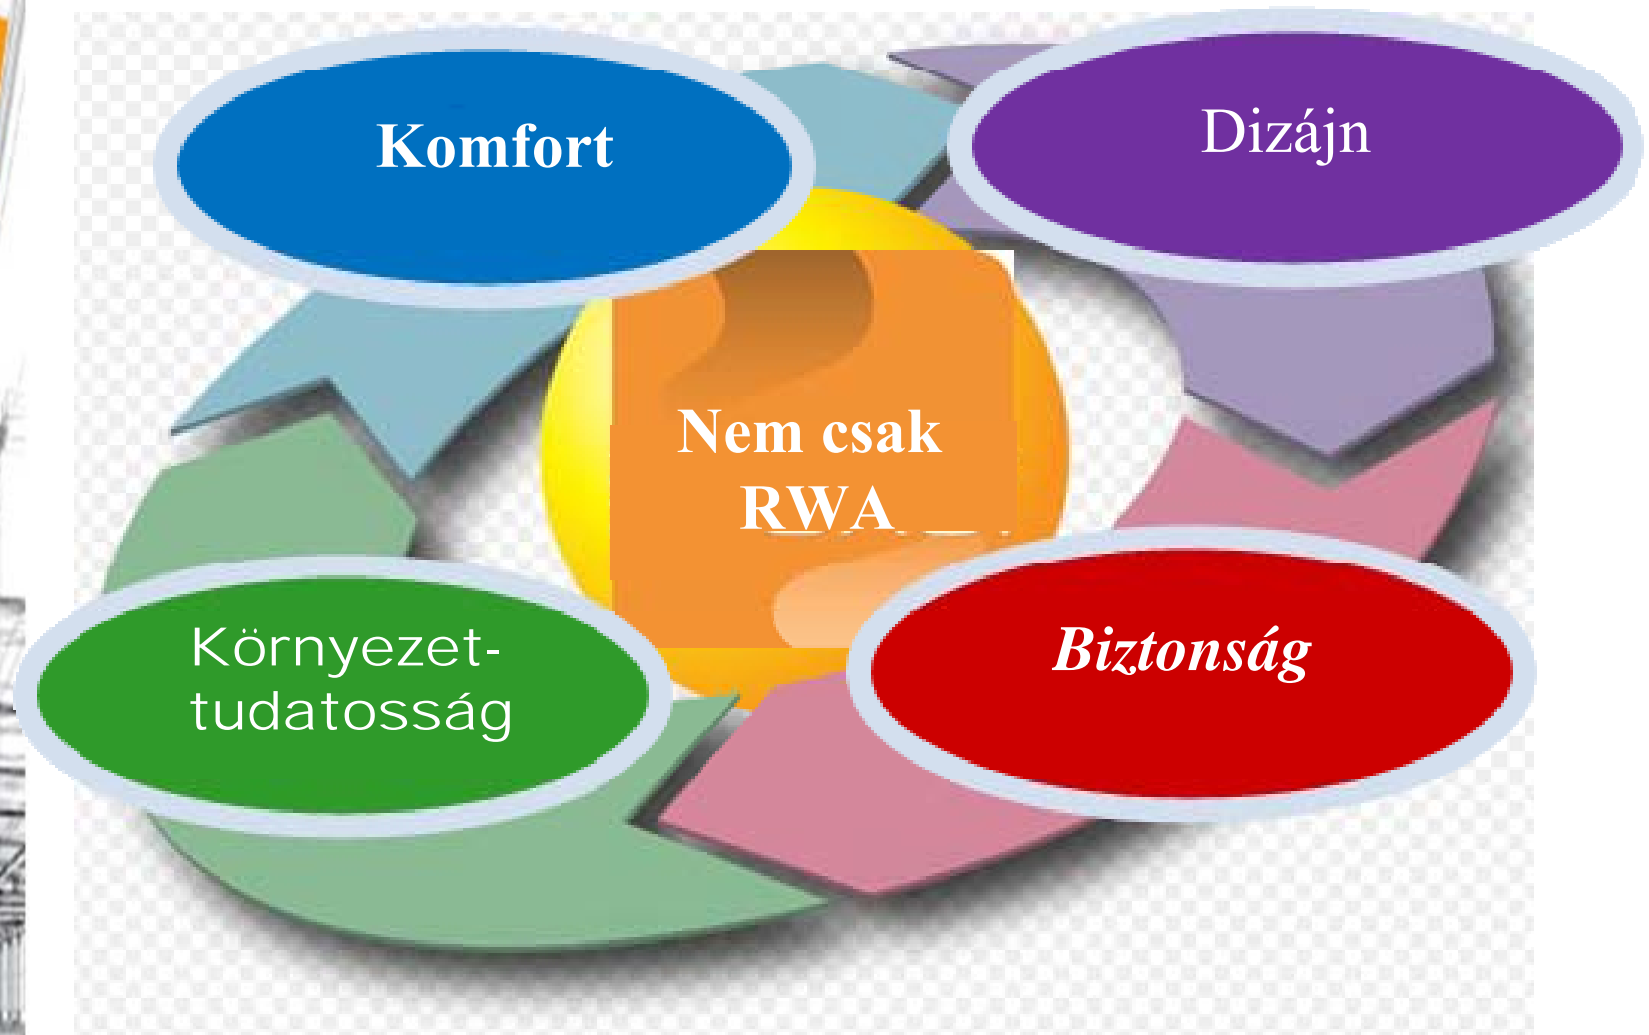 Komfort
Dizájn
Nem csak
RWA
Környezet-
tudatosság
Biztonság